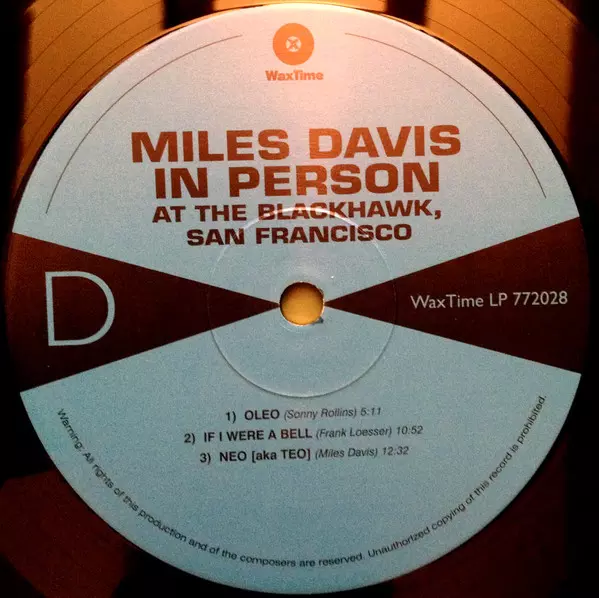 WaxTime
MILES DAVIS
IN PERSON
AT THE BLACKHAWK,
SAN FRANCISCO
D
WaxTime LP 772028
1) OLEO (Sonny Rollins) 5:11
2) IF I WERE A BELL (Frank Loesser) 10:52
3) NEO [aka TEO] (Miles Davis) 12:32
Warning: All rights of this production and of the composers are reserved. Unauthorized copying of this record is prohibited.